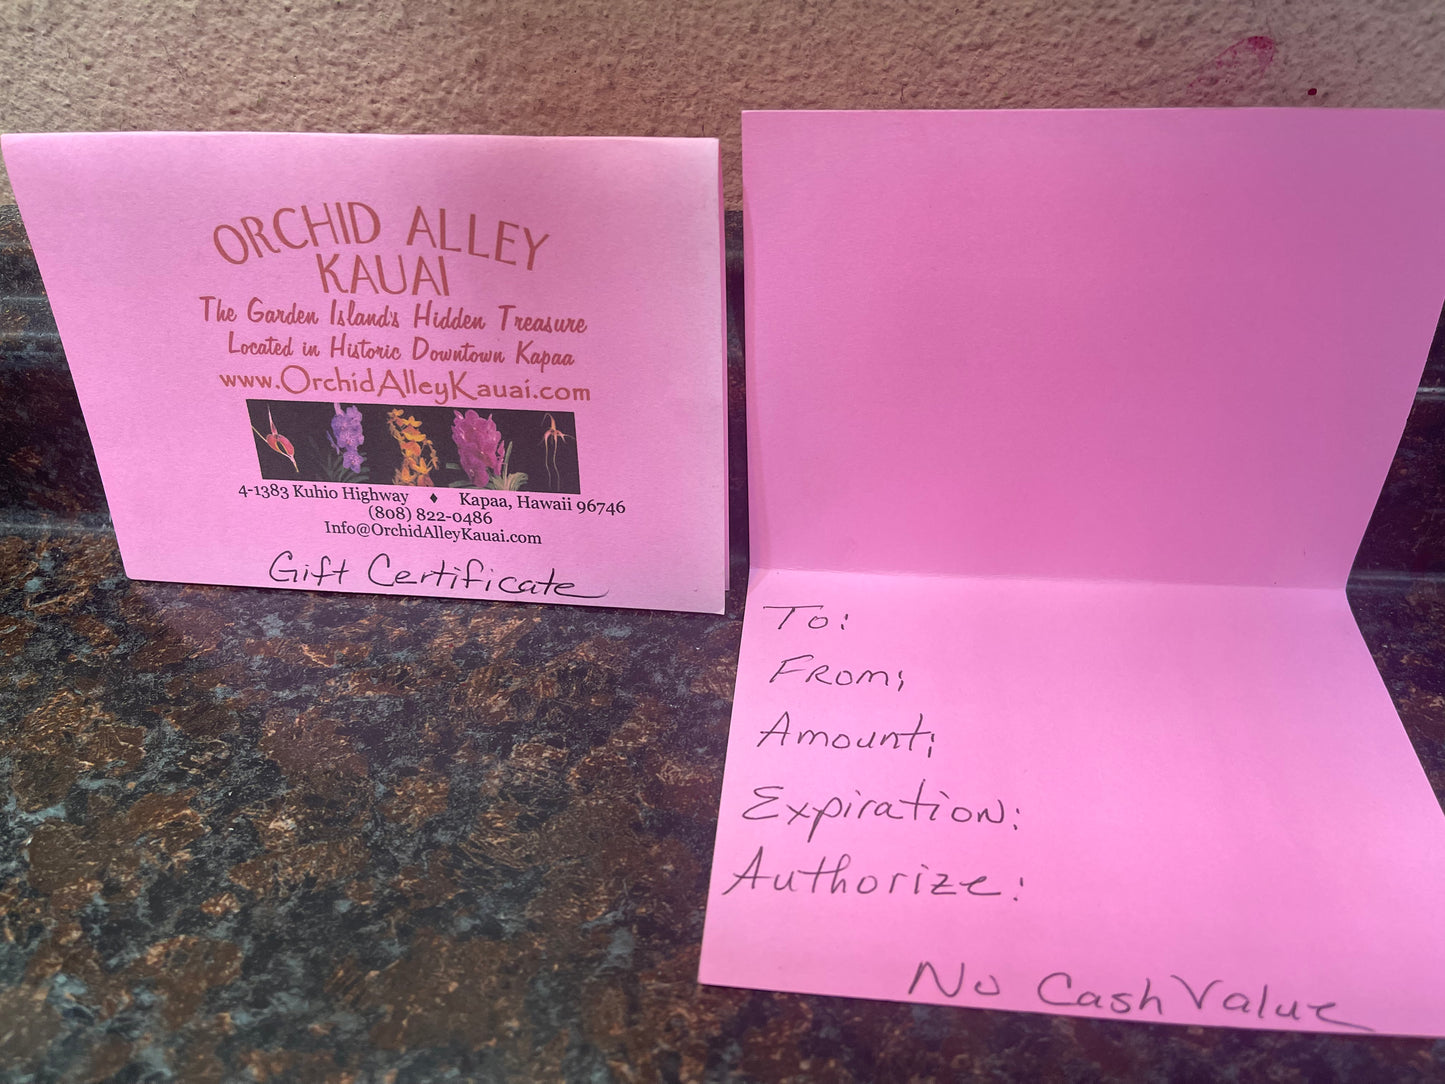 ORCHID ALLEY
KAUAI
The Garden Island's Hidden Treasure
Located in Historic Downtown Kapaa
www.OrchidAlleyKauai.com
4-1383 Kuhio Highway ♦ Kapaa, Hawaii 96746
(808) 822-0486
Info@OrchidAlleyKauai.com
Gift Certificate
To:
From;
Amount;
Expiration:
Authorize:
No Cash Value